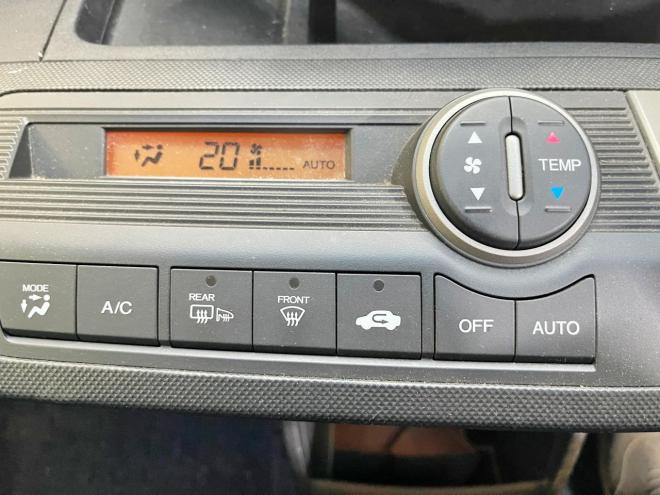 20 AUTO
TEMP
MODE
A/C
REAR
FRONT
OFF
AUTO